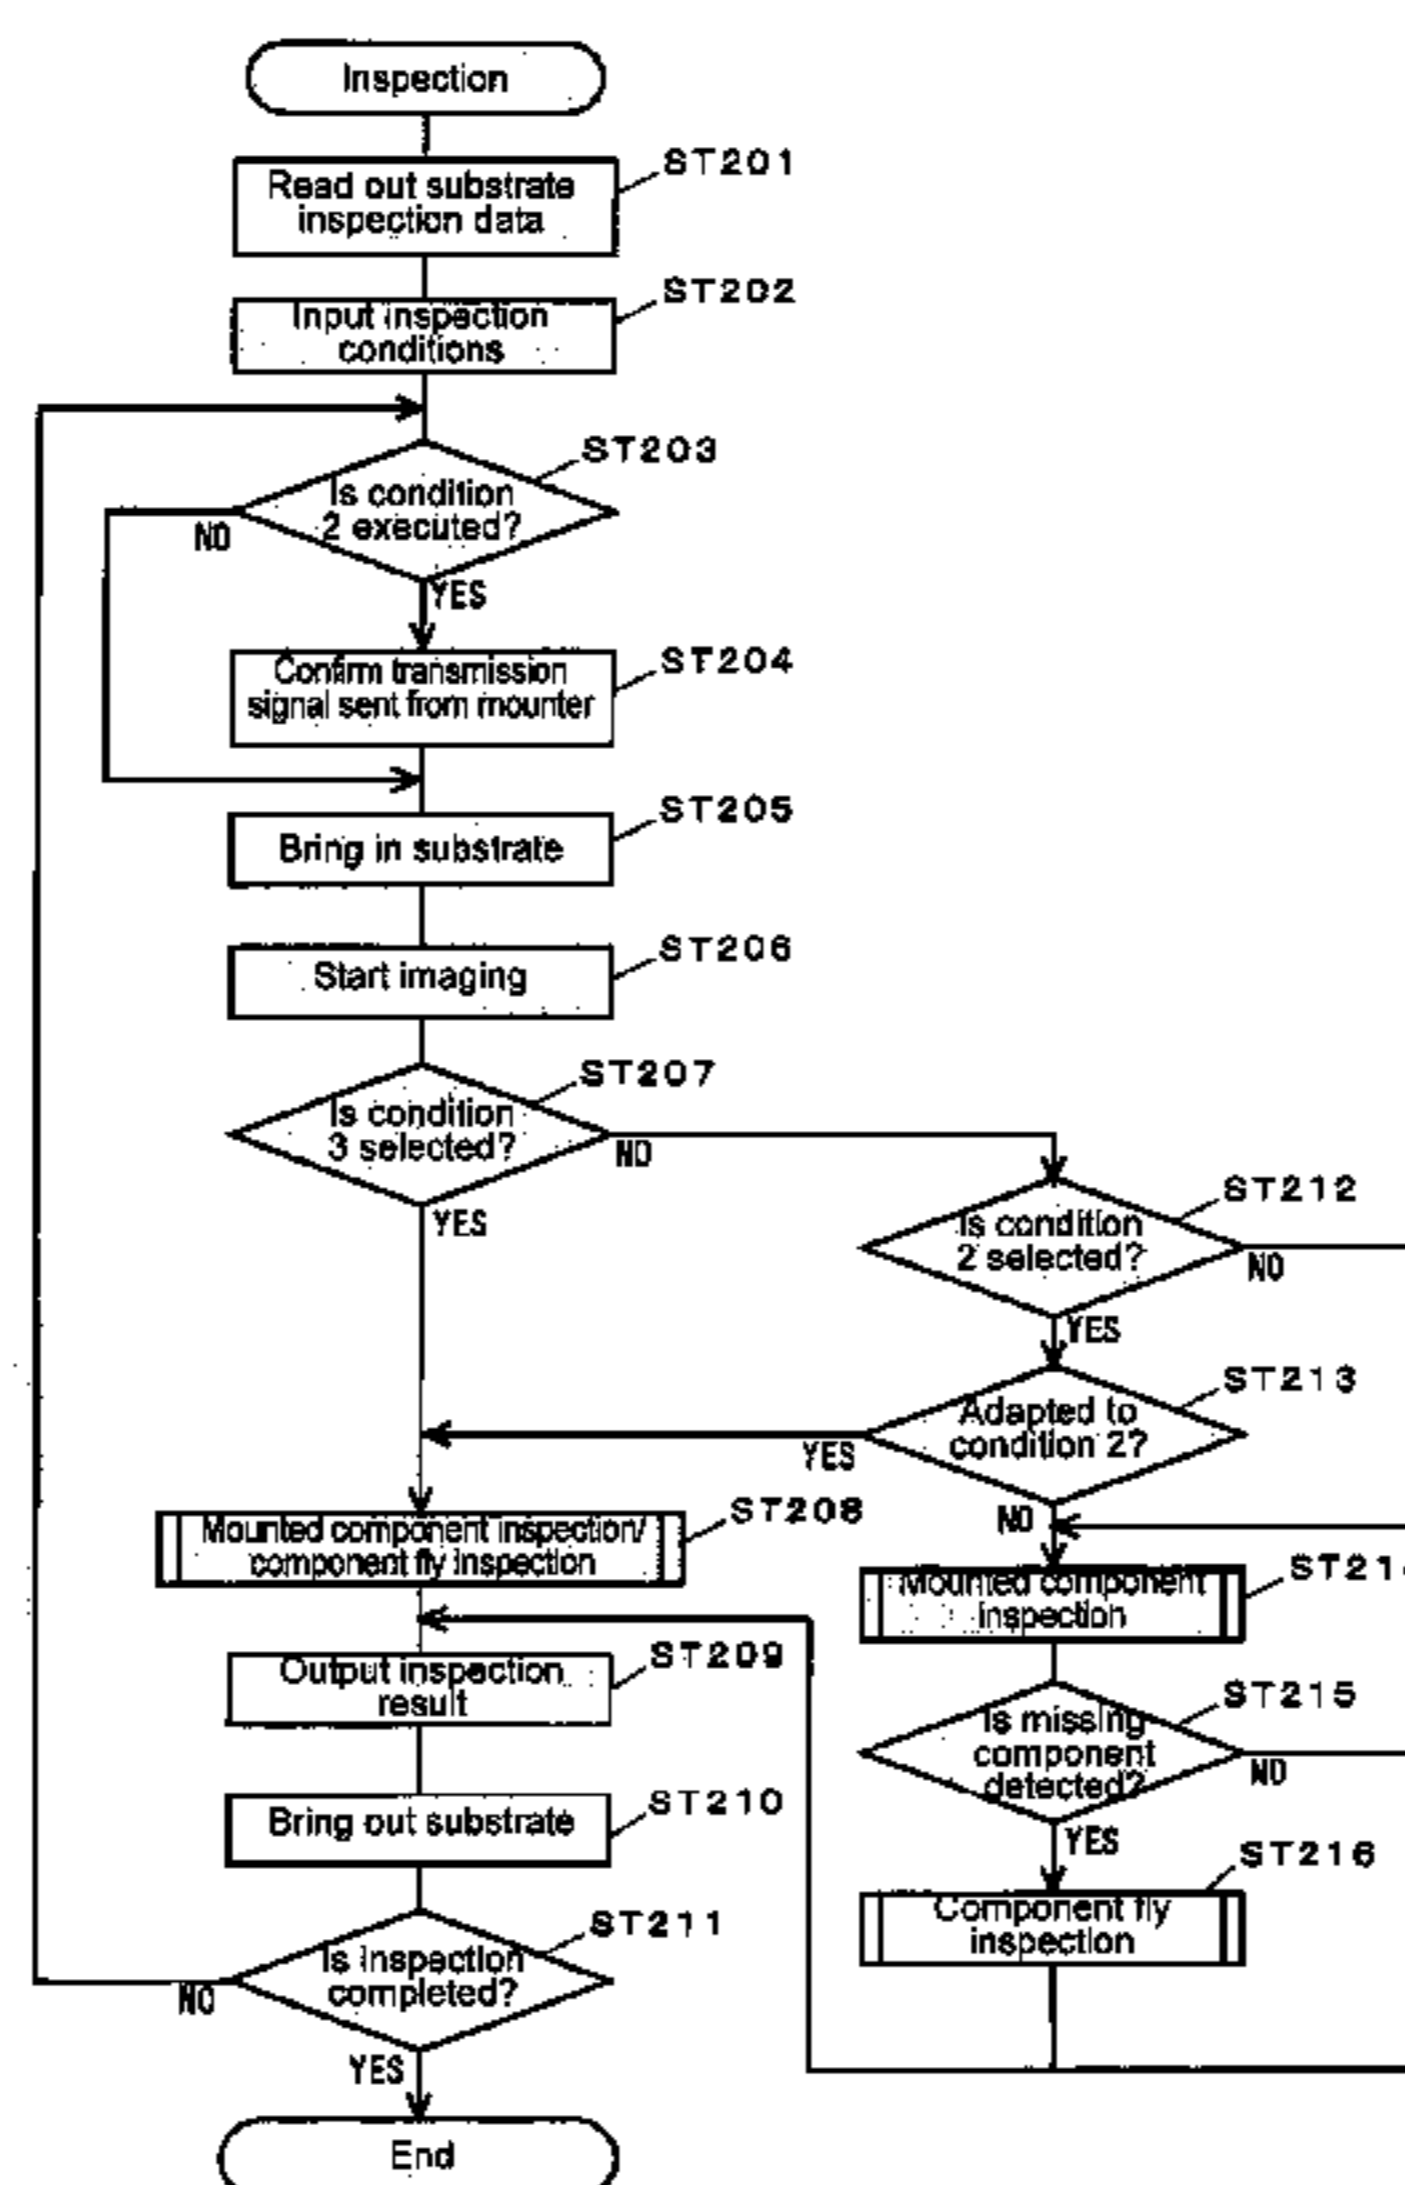 Inspection
ST201
Read out substrate
inspection data
ST202
Input inspection
conditions
ST203
Is condition
2 executed?
NO
YES
ST204
Confirm transmission
signal sent from mounter
ST205
Bring in substrate
ST206
Start imaging
ST207
Is condition
3 selected?
NO
YES
ST212
Is condition
2 selected?
NO
YES
ST213
Adapted to
condition 2?
YES
NO
ST208
Mounted component inspection/
component fly inspection
Mounted component
inspection
ST209
Output inspection
result
ST215
Is missing
component
detected?
NO
YES
ST210
Bring out substrate
ST216
Component fly
inspection
ST211
Is inspection
completed?
NO
YES
End